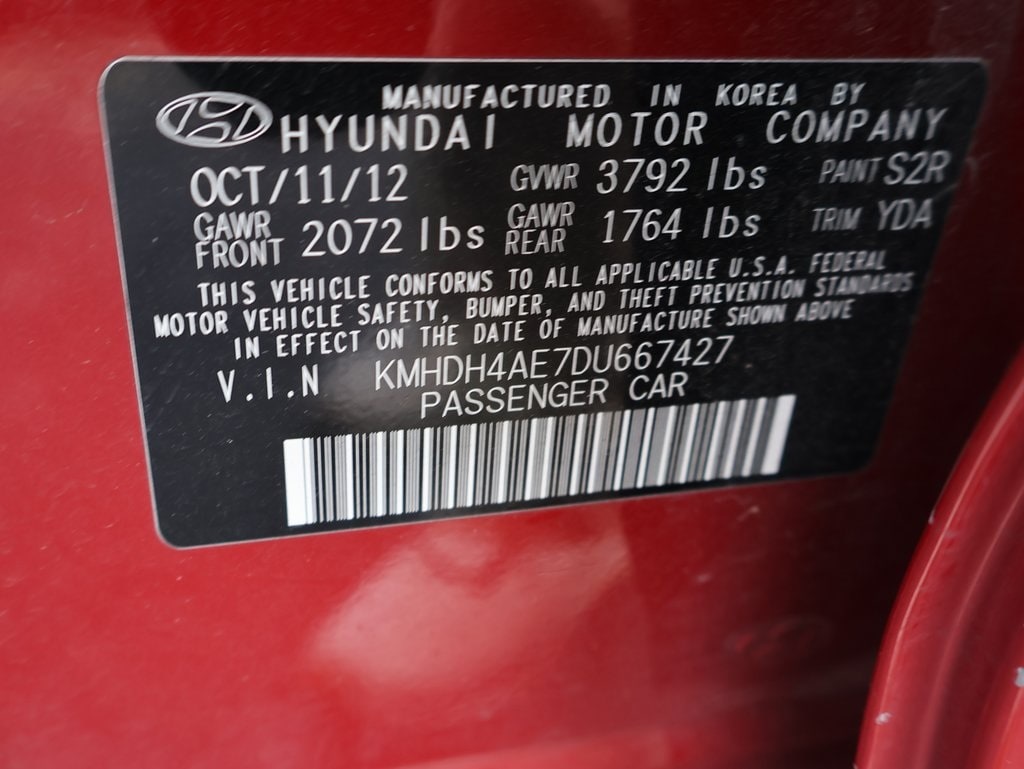 MANUFACTURED IN KOREA BY
HYUNDAI MOTOR COMPANY
OCT/11/12 GVWR 3792 lbs PAINT S2R
GAWR FRONT 2072 lbs GAWR REAR 1764 lbs TRIM YDA
THIS VEHICLE CONFORMS TO ALL APPLICABLE U.S.A. FEDERAL
MOTOR VEHICLE SAFETY, BUMPER, AND THEFT PREVENTION STANDARDS
IN EFFECT ON THE DATE OF MANUFACTURE SHOWN ABOVE
V.I.N KMHDH4AE7DU667427
PASSENGER CAR